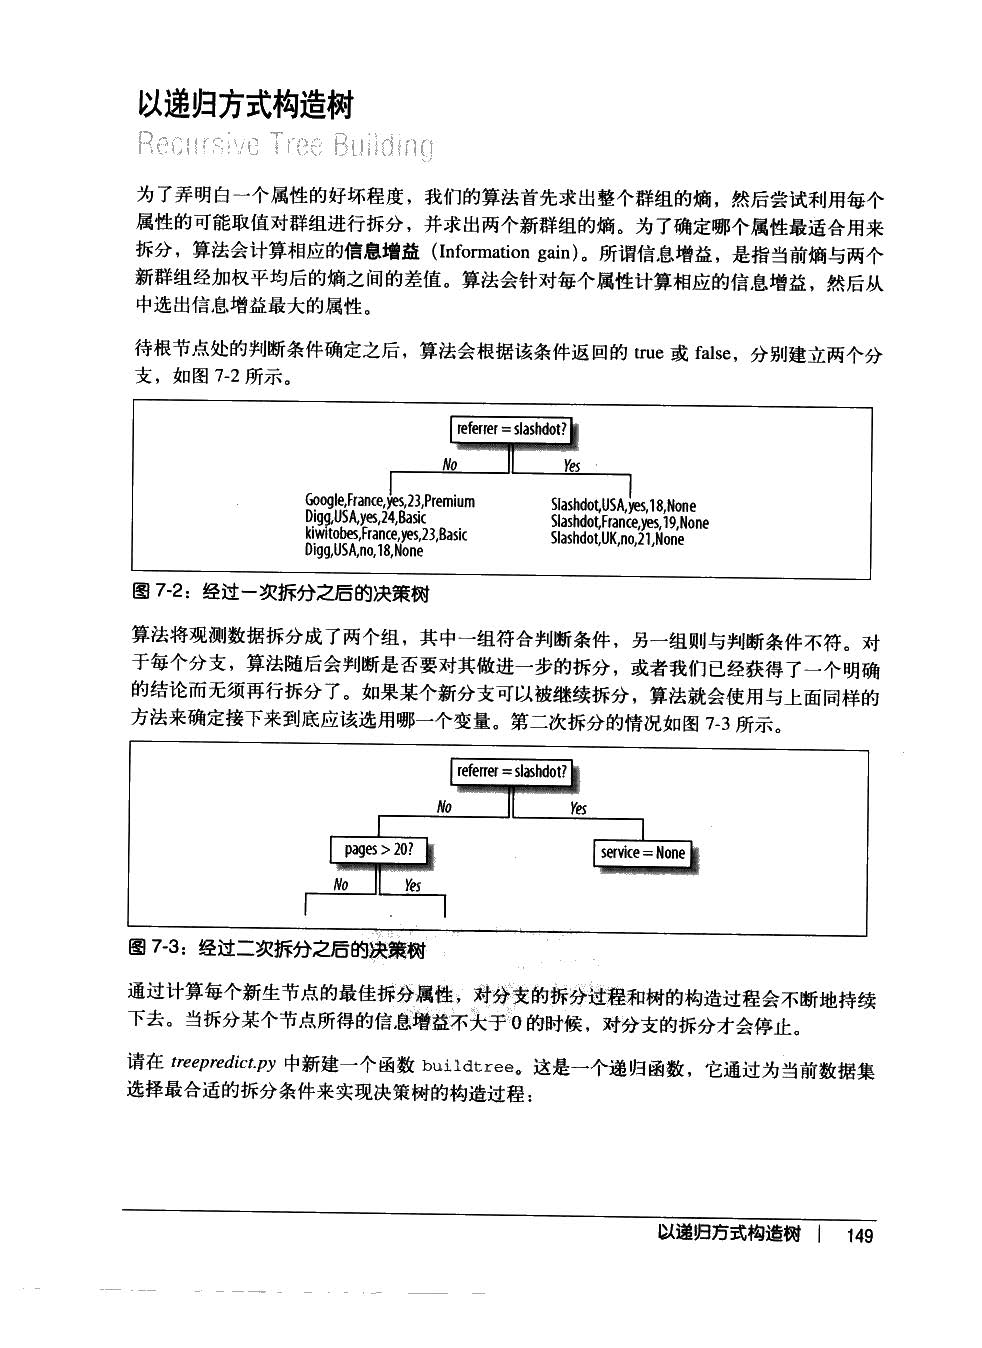 以递归方式构造树
Recursive Tree Building
为了弄明白一个属性的好坏程度，我们的算法首先求出整个群组的熵，然后尝试利用每个
属性的可能取值对群组进行拆分，并求出两个新群组的熵。为了确定哪个属性最适合用来
拆分，算法会计算相应的信息增益（Information gain）。所谓信息增益，是指当前熵与两个
新群组经加权平均后的熵之间的差值。算法会针对每个属性计算相应的信息增益，然后从
中选出信息增益最大的属性。
待根节点处的判断条件确定之后，算法会根据该条件返回的 true 或 false，分别建立两个分
支，如图 7-2 所示。
referrer = slashdot?
No Yes
Google,France,yes,23,Premium
Digg,USA,yes,24,Basic
kiwitobes,France,yes,23,Basic
Digg,USA,no,18,None
Slashdot,USA,yes,18,None
Slashdot,France,yes,19,None
Slashdot,UK,no,21,None
图 7-2：经过一次拆分之后的决策树
算法将观测数据拆分成了两个组，其中一组符合判断条件，另一组则与判断条件不符。对
于每个分支，算法随后会判断是否要对其做进一步的拆分，或者我们已经获得了一个明确
的结论而无须再行拆分了。如果某个新分支可以被继续拆分，算法就会使用与上面同样的
方法来确定接下来到底应该选用哪一个变量。第二次拆分的情况如图 7-3 所示。
referrer = slashdot?
No Yes
pages > 20?
service = None
No Yes
图 7-3：经过二次拆分之后的决策树
通过计算每个新生节点的最佳拆分属性，对分支的拆分过程和树的构造过程会不断地持续
下去。当拆分某个节点所得的信息增益不大于 0 的时候，对分支的拆分才会停止。
请在 treepredict.py 中新建一个函数 buildtree。这是一个递归函数，它通过为当前数据集
选择最合适的拆分条件来实现决策树的构造过程：
以递归方式构造树 | 149